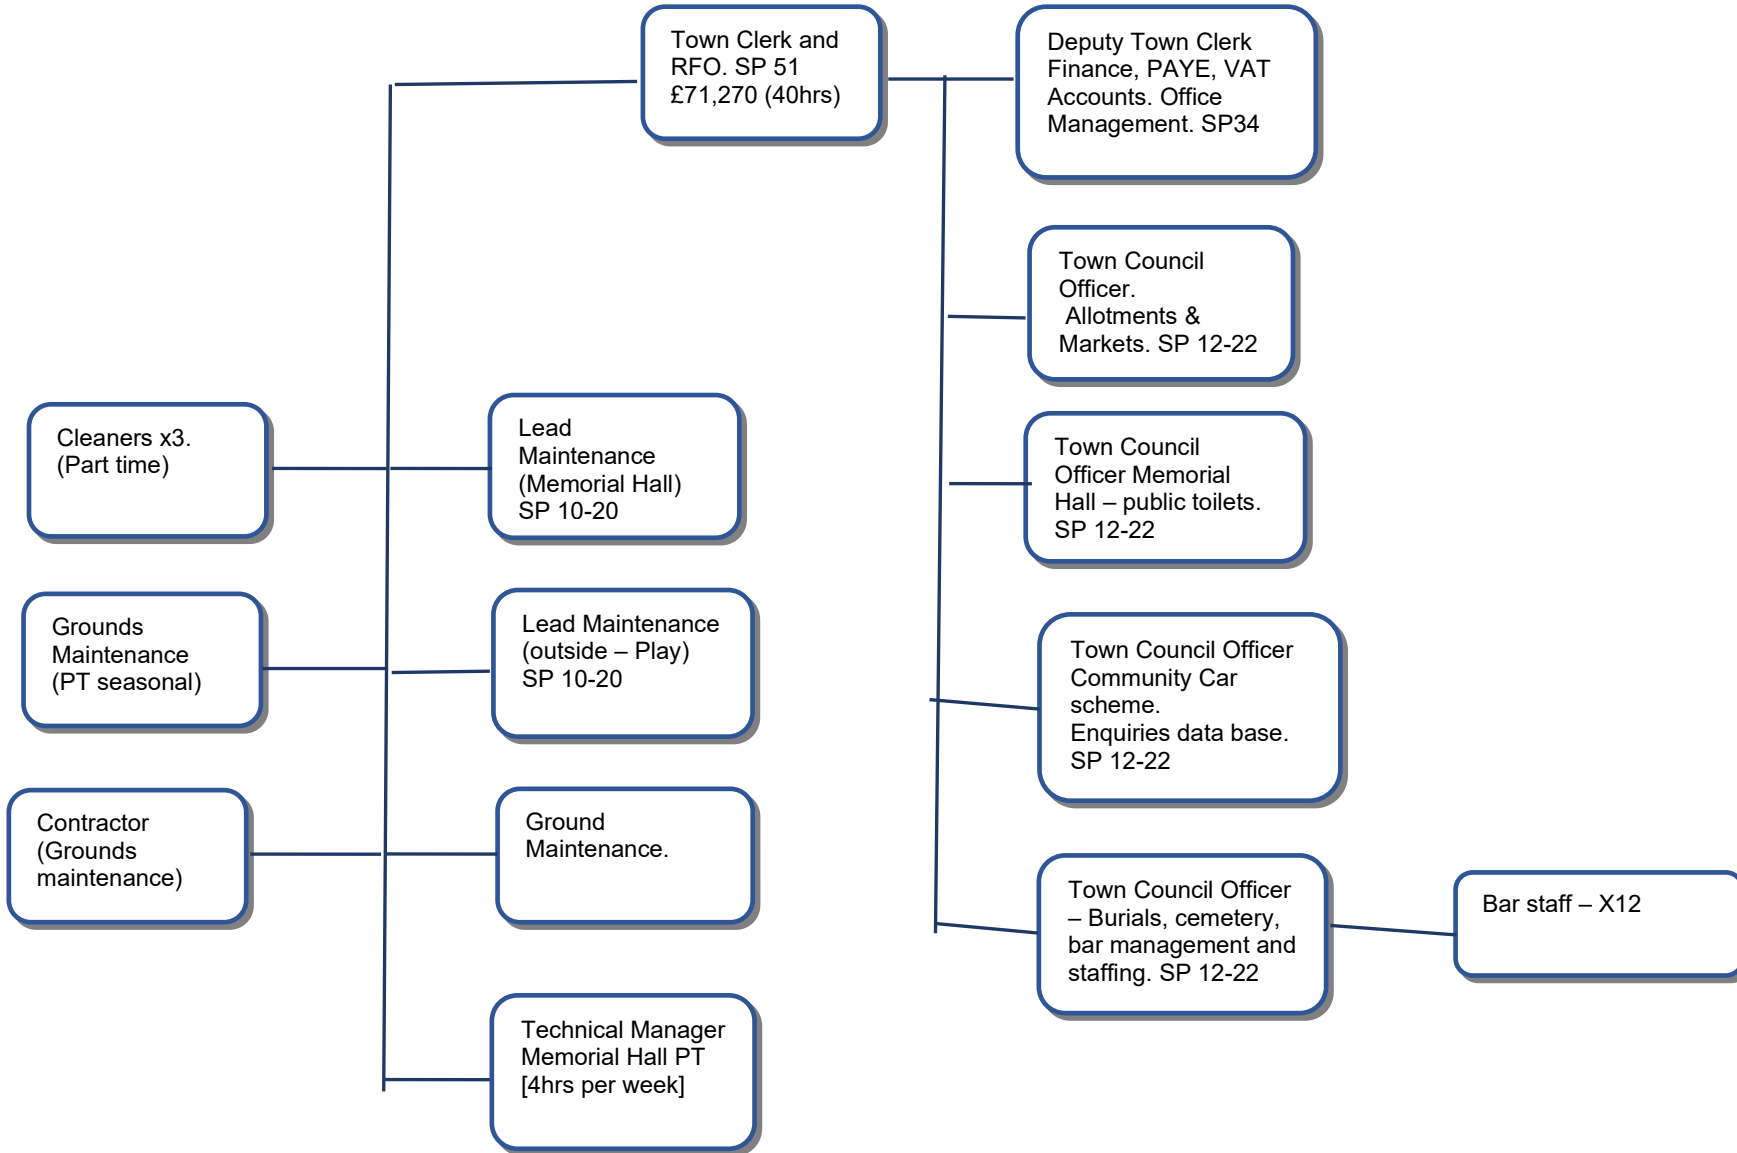 Town Clerk and
RFO. SP 51
£71,270 (40hrs)
Deputy Town Clerk
Finance, PAYE, VAT
Accounts. Office
Management. SP34
Town Council
Officer.
Allotments &
Markets. SP 12-22
Cleaners x3.
(Part time)
Lead
Maintenance
(Memorial Hall)
SP 10-20
Town Council
Officer Memorial
Hall – public toilets.
SP 12-22
Grounds
Maintenance
(PT seasonal)
Lead Maintenance
(outside – Play)
SP 10-20
Town Council Officer
Community Car
scheme.
Enquiries data base.
SP 12-22
Contractor
(Grounds
maintenance)
Ground
Maintenance.
Town Council Officer
– Burials, cemetery,
bar management and
staffing. SP 12-22
Bar staff – X12
Technical Manager
Memorial Hall PT
[4hrs per week]